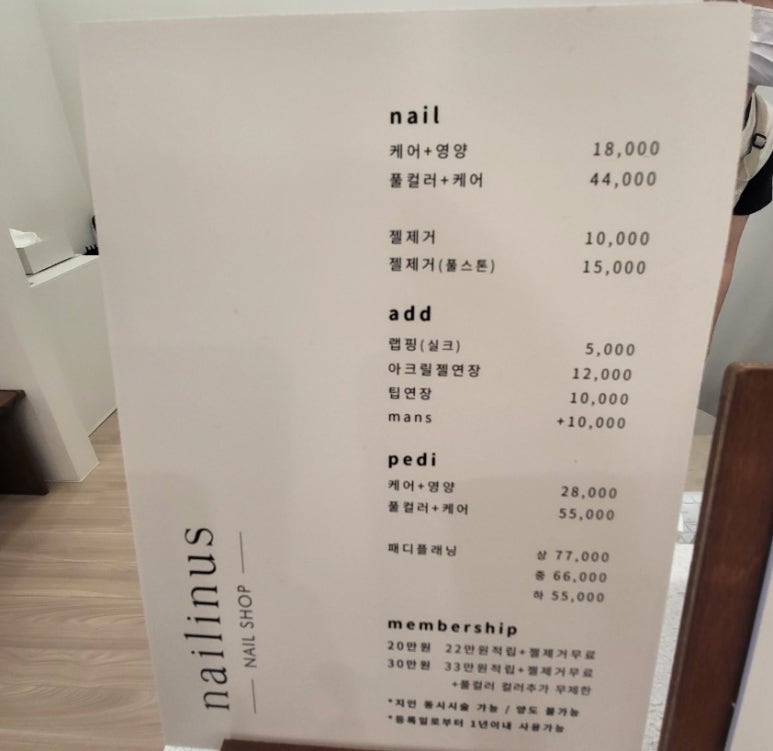 nail
케어+영양 18,000
풀컬러+케어 44,000
젤제거 10,000
젤제거(풀스톤) 15,000
add
랩핑(실크) 5,000
아크릴젤연장 12,000
팁연장 10,000
mans +10,000
pedi
케어+영양 28,000
풀컬러+케어 55,000
패디플래닝 상 77,000
중 66,000
하 55,000
membership
20만원 22만원적립+젤제거무료
30만원 33만원적립+젤제거무료
+풀컬러 컬러추가 무제한
*지인 동시시술 가능 / 양도 불가능
*등록일로부터 1년이내 사용가능
nailinus
NAIL SHOP